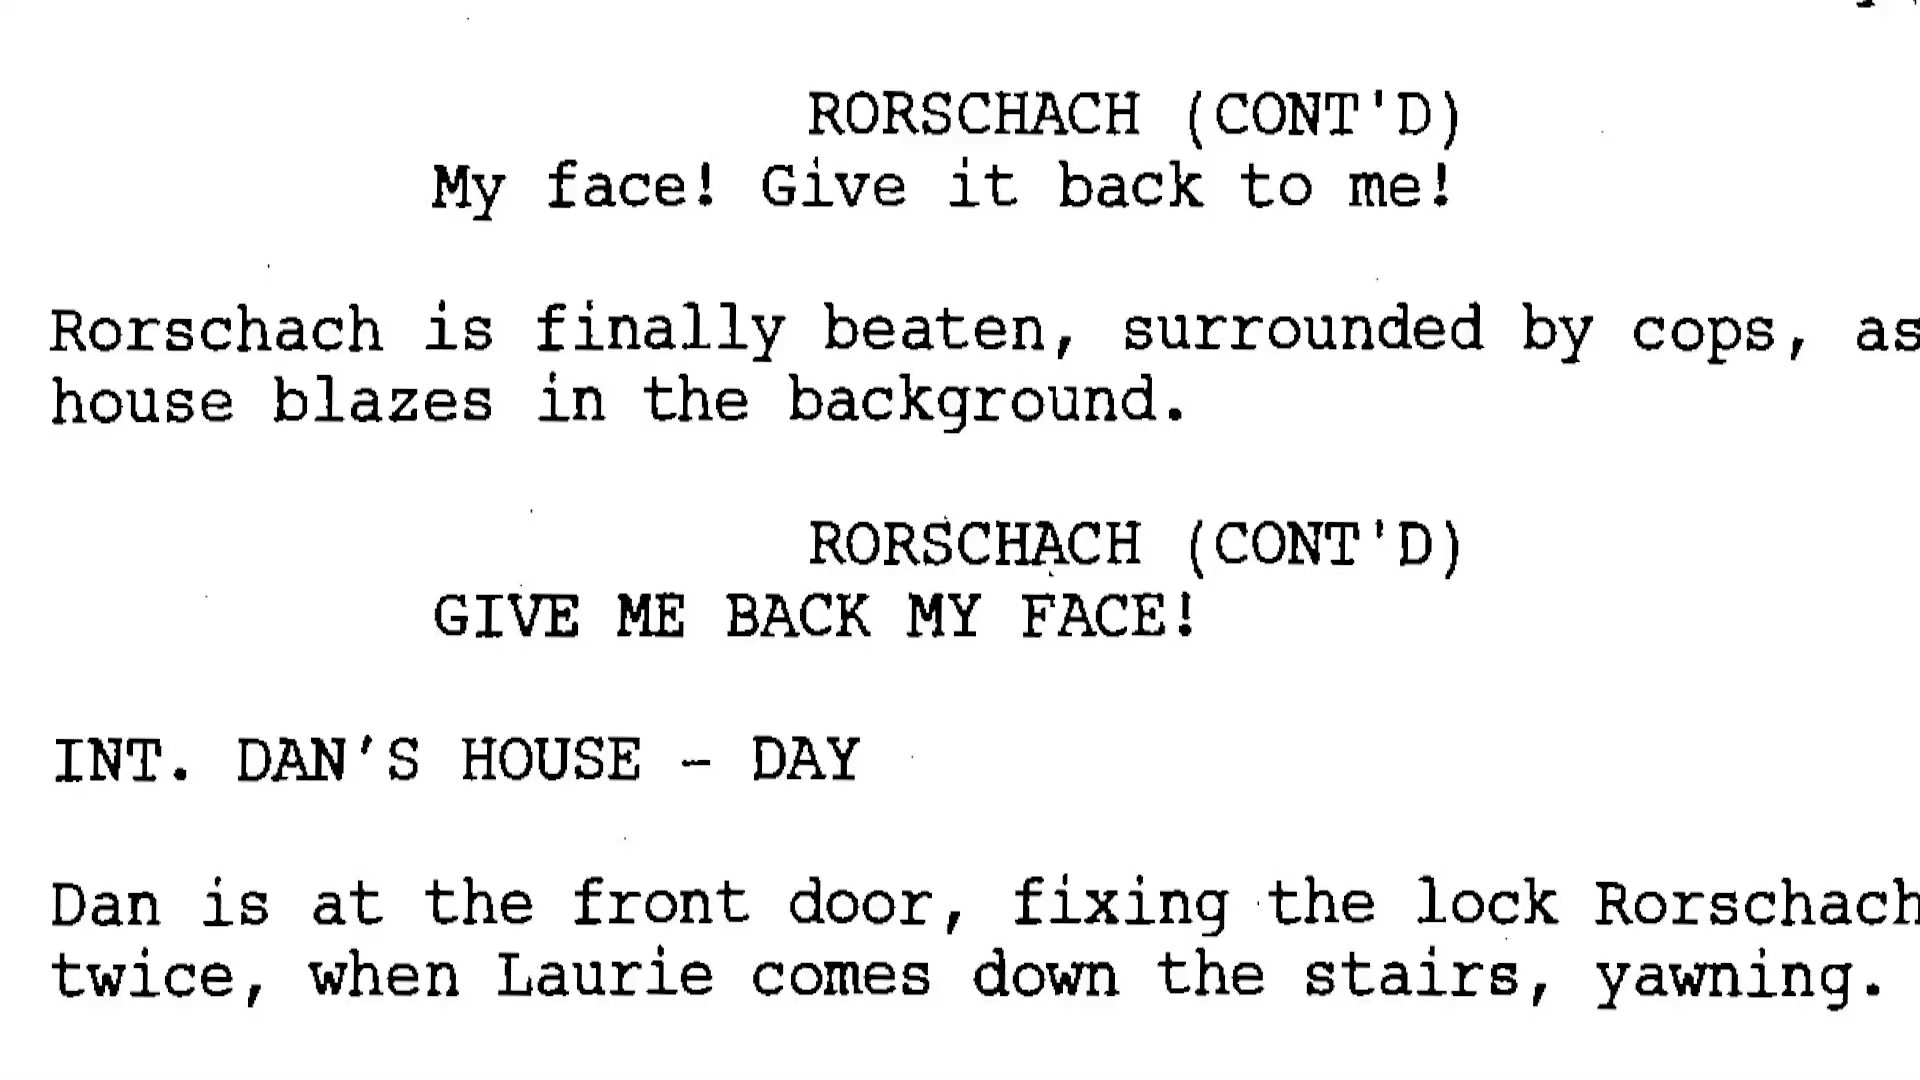 RORSCHACH (CONT'D)
My face! Give it back to me!
Rorschach is finally beaten, surrounded by cops, as
house blazes in the background.
RORSCHACH (CONT'D)
GIVE ME BACK MY FACE!
INT. DAN'S HOUSE - DAY
Dan is at the front door, fixing the lock Rorschach
twice, when Laurie comes down the stairs, yawning.